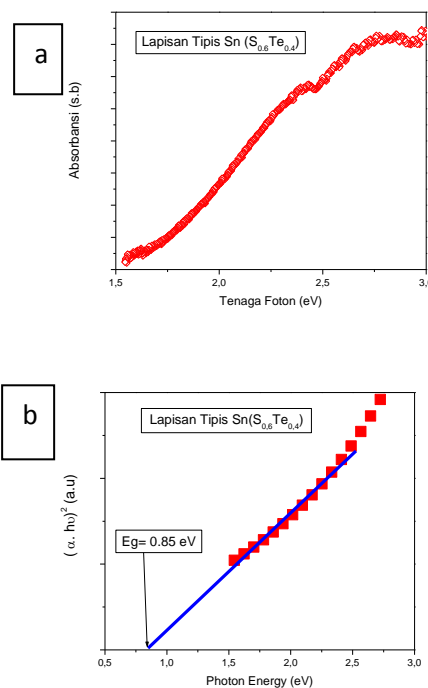 a
Lapisan Tipis Sn (S0.6Te0.4)
Absorbansi (s.b)
1,5 2,0 2,5 3,0
Tenaga Foton (eV)
b
Lapisan Tipis Sn(S0,6Te0,4)
(α. hυ)²(a.u)
Eg= 0.85 eV
0,5 1,0 1,5 2,0 2,5 3,0
Photon Energy (eV)